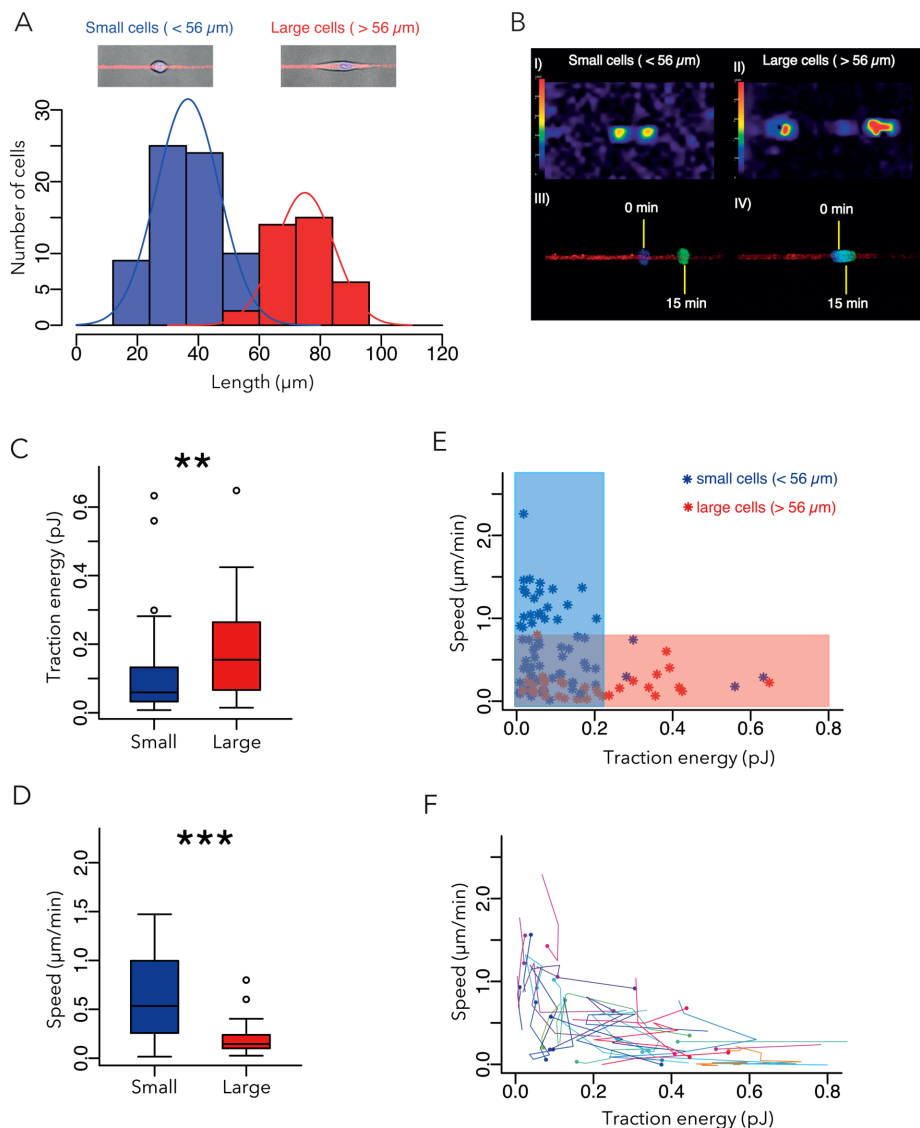 A
Small cells ( < 56 µm)
Large cells ( > 56 µm)
Number of cells
0
5
10
20
30
0
20
40
60
80
100
120
Length (µm)
B
I)
Small cells ( < 56 µm)
II)
Large cells ( > 56 µm)
III)
0 min
15 min
IV)
0 min
15 min
C
**
Traction energy (pJ)
0.0
0.2
0.4
0.6
Small
Large
D
***
Speed (µm/min)
0.0
0.5
1.0
1.5
2.0
Small
Large
E
small cells (< 56 µm)
large cells (> 56 µm)
Speed (µm/min)
0.0
1.0
2.0
0.0
0.2
0.4
0.6
0.8
Traction energy (pJ)
F
Speed (µm/min)
0.0
1.0
2.0
0.0
0.2
0.4
0.6
0.8
Traction energy (pJ)